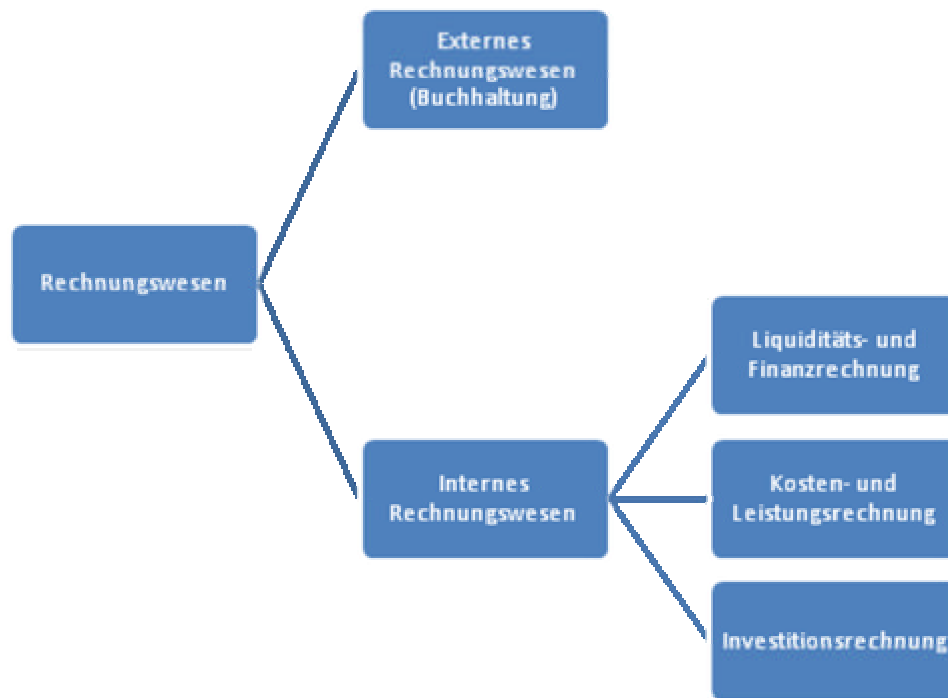 Externes
Rechnungswesen
(Buchhaltung)
Rechnungswesen
Liquiditäts- und
Finanzrechnung
Internes
Rechnungswesen
Kosten- und
Leistungsrechnung
Investitionsrechnung